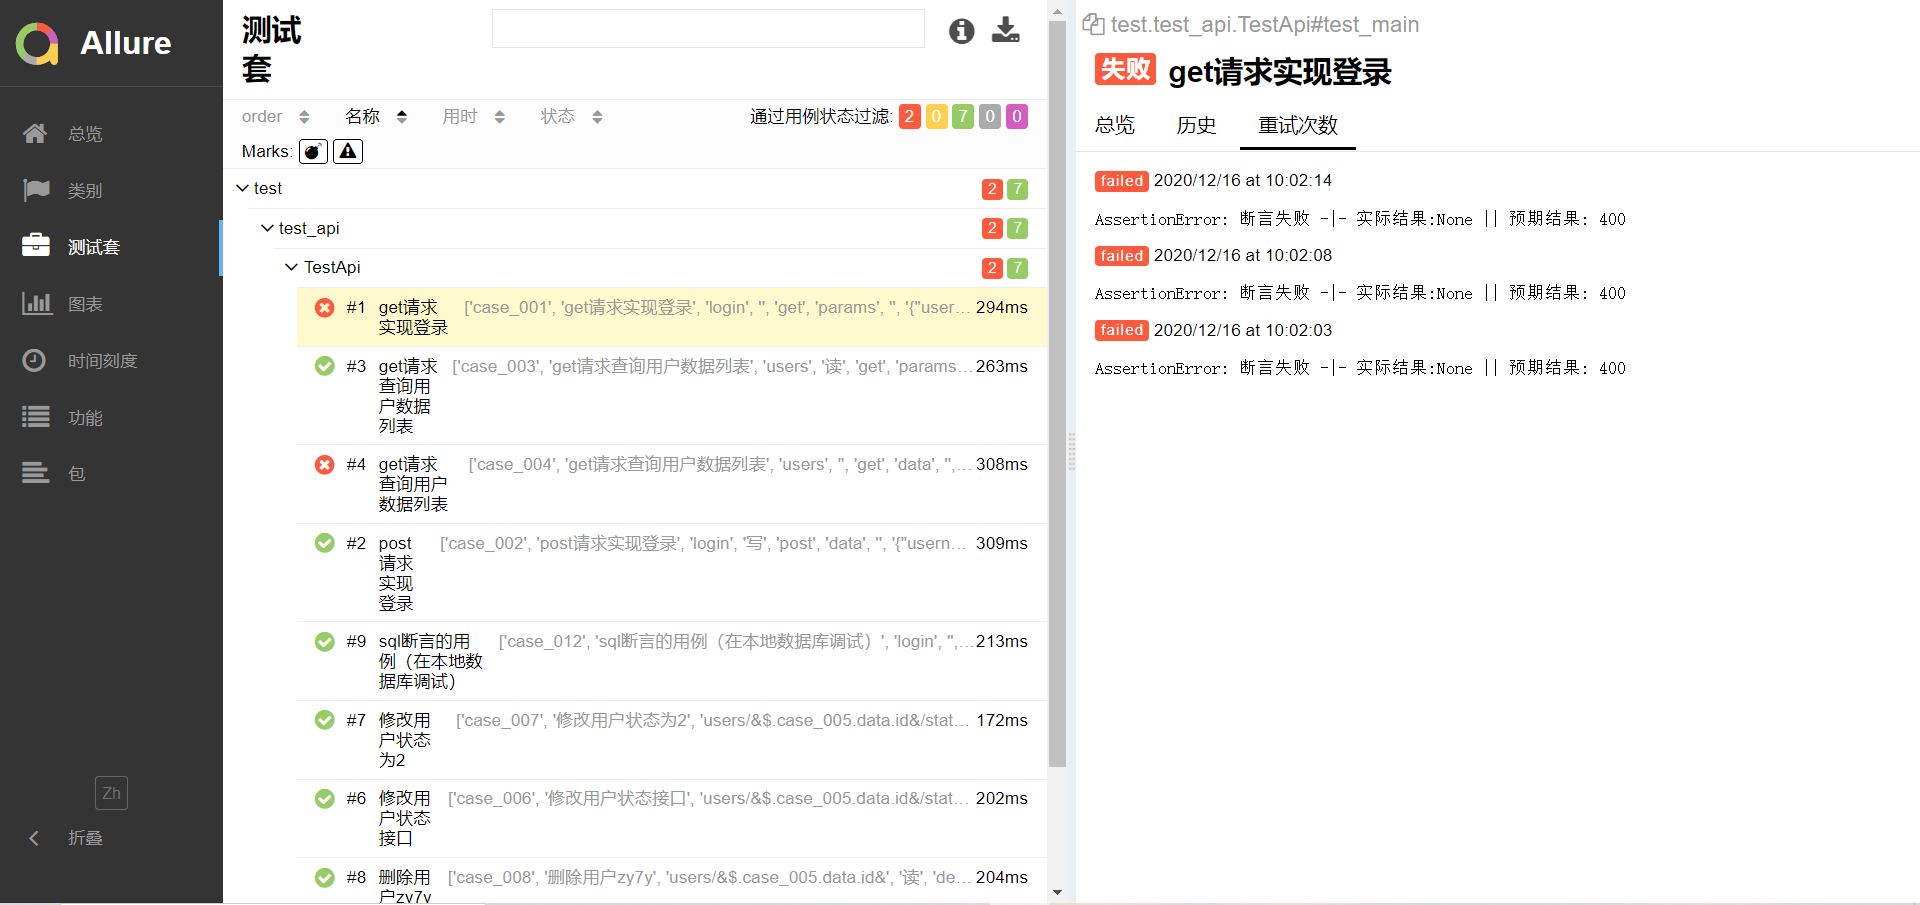 Allure
总览
类别
测试套
图表
时间刻度
功能
包
Zh
折叠
测试
套
order 名称 用时 状态 通过用例状态过滤: 2 0 7 0 0
Marks:
test 2 7
test_api 2 7
TestApi 2 7
#1 get请求 ['case_001', 'get请求实现登录', 'login', '', 'get', 'params', '', '{"user… 294ms
实现登录
#3 get请求 ['case_003', 'get请求查询用户数据列表', 'users', '读', 'get', 'params… 263ms
查询用
户数据
列表
#4 get请求 ['case_004', 'get请求查询用户数据列表', 'users', '', 'get', 'data', '',… 308ms
查询用户
数据列表
#2 post ['case_002', 'post请求实现登录', 'login', '写', 'post', 'data', '', '{"usern… 309ms
请求
实现
登录
#9 sql断言的用 ['case_012', 'sql断言的用例（在本地数据库调试）', 'login', '',… 213ms
例（在本地数
据库调试）
#7 修改用 ['case_007', '修改用户状态为2', 'users/&$.case_005.data.id&/stat… 172ms
户状态
为2
#6 修改用 ['case_006', '修改用户状态接口', 'users/&$.case_005.data.id&/stat… 202ms
户状态
接口
#8 删除用 ['case_008', '删除用户zy7y', 'users/&$.case_005.data.id&', '读', 'de… 204ms
户zy7y
test.test_api.TestApi#test_main
失败 get请求实现登录
总览 历史 重试次数
failed 2020/12/16 at 10:02:14
AssertionError: 断言失败 -|- 实际结果:None || 预期结果: 400
failed 2020/12/16 at 10:02:08
AssertionError: 断言失败 -|- 实际结果:None || 预期结果: 400
failed 2020/12/16 at 10:02:03
AssertionError: 断言失败 -|- 实际结果:None || 预期结果: 400